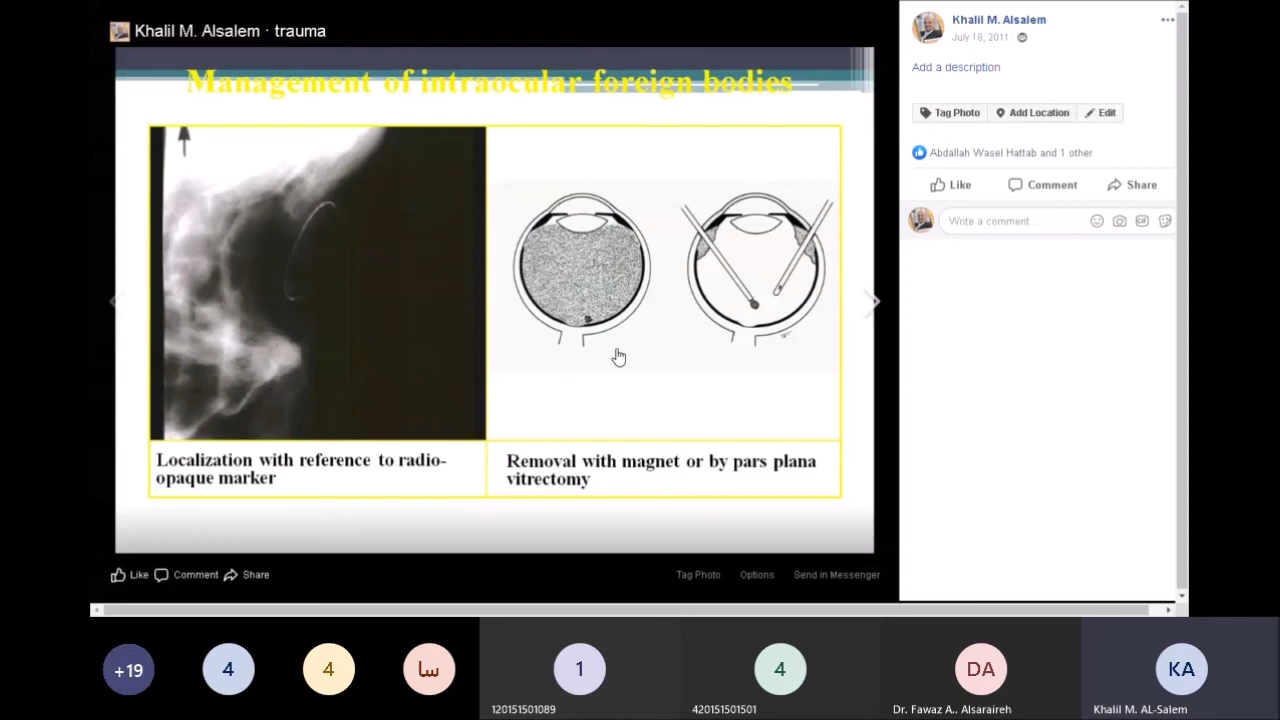 Khalil M. Alsalem · trauma
Management of intraocular foreign bodies
Localization with reference to radio-
opaque marker
Removal with magnet or by pars plana
vitrectomy
Like Comment Share
Tag Photo Options Send in Messenger
Khalil M. Alsalem
July 18, 2011 ·
Add a description
Tag Photo Add Location Edit
Abdallah Wasel Hattab and 1 other
Like Comment Share
Write a comment...
GIF
+19
4
4
سا
1
120151501089
4
420151501501
DA
Dr. Fawaz A.. Alsaraireh
KA
Khalil M. AL-Salem